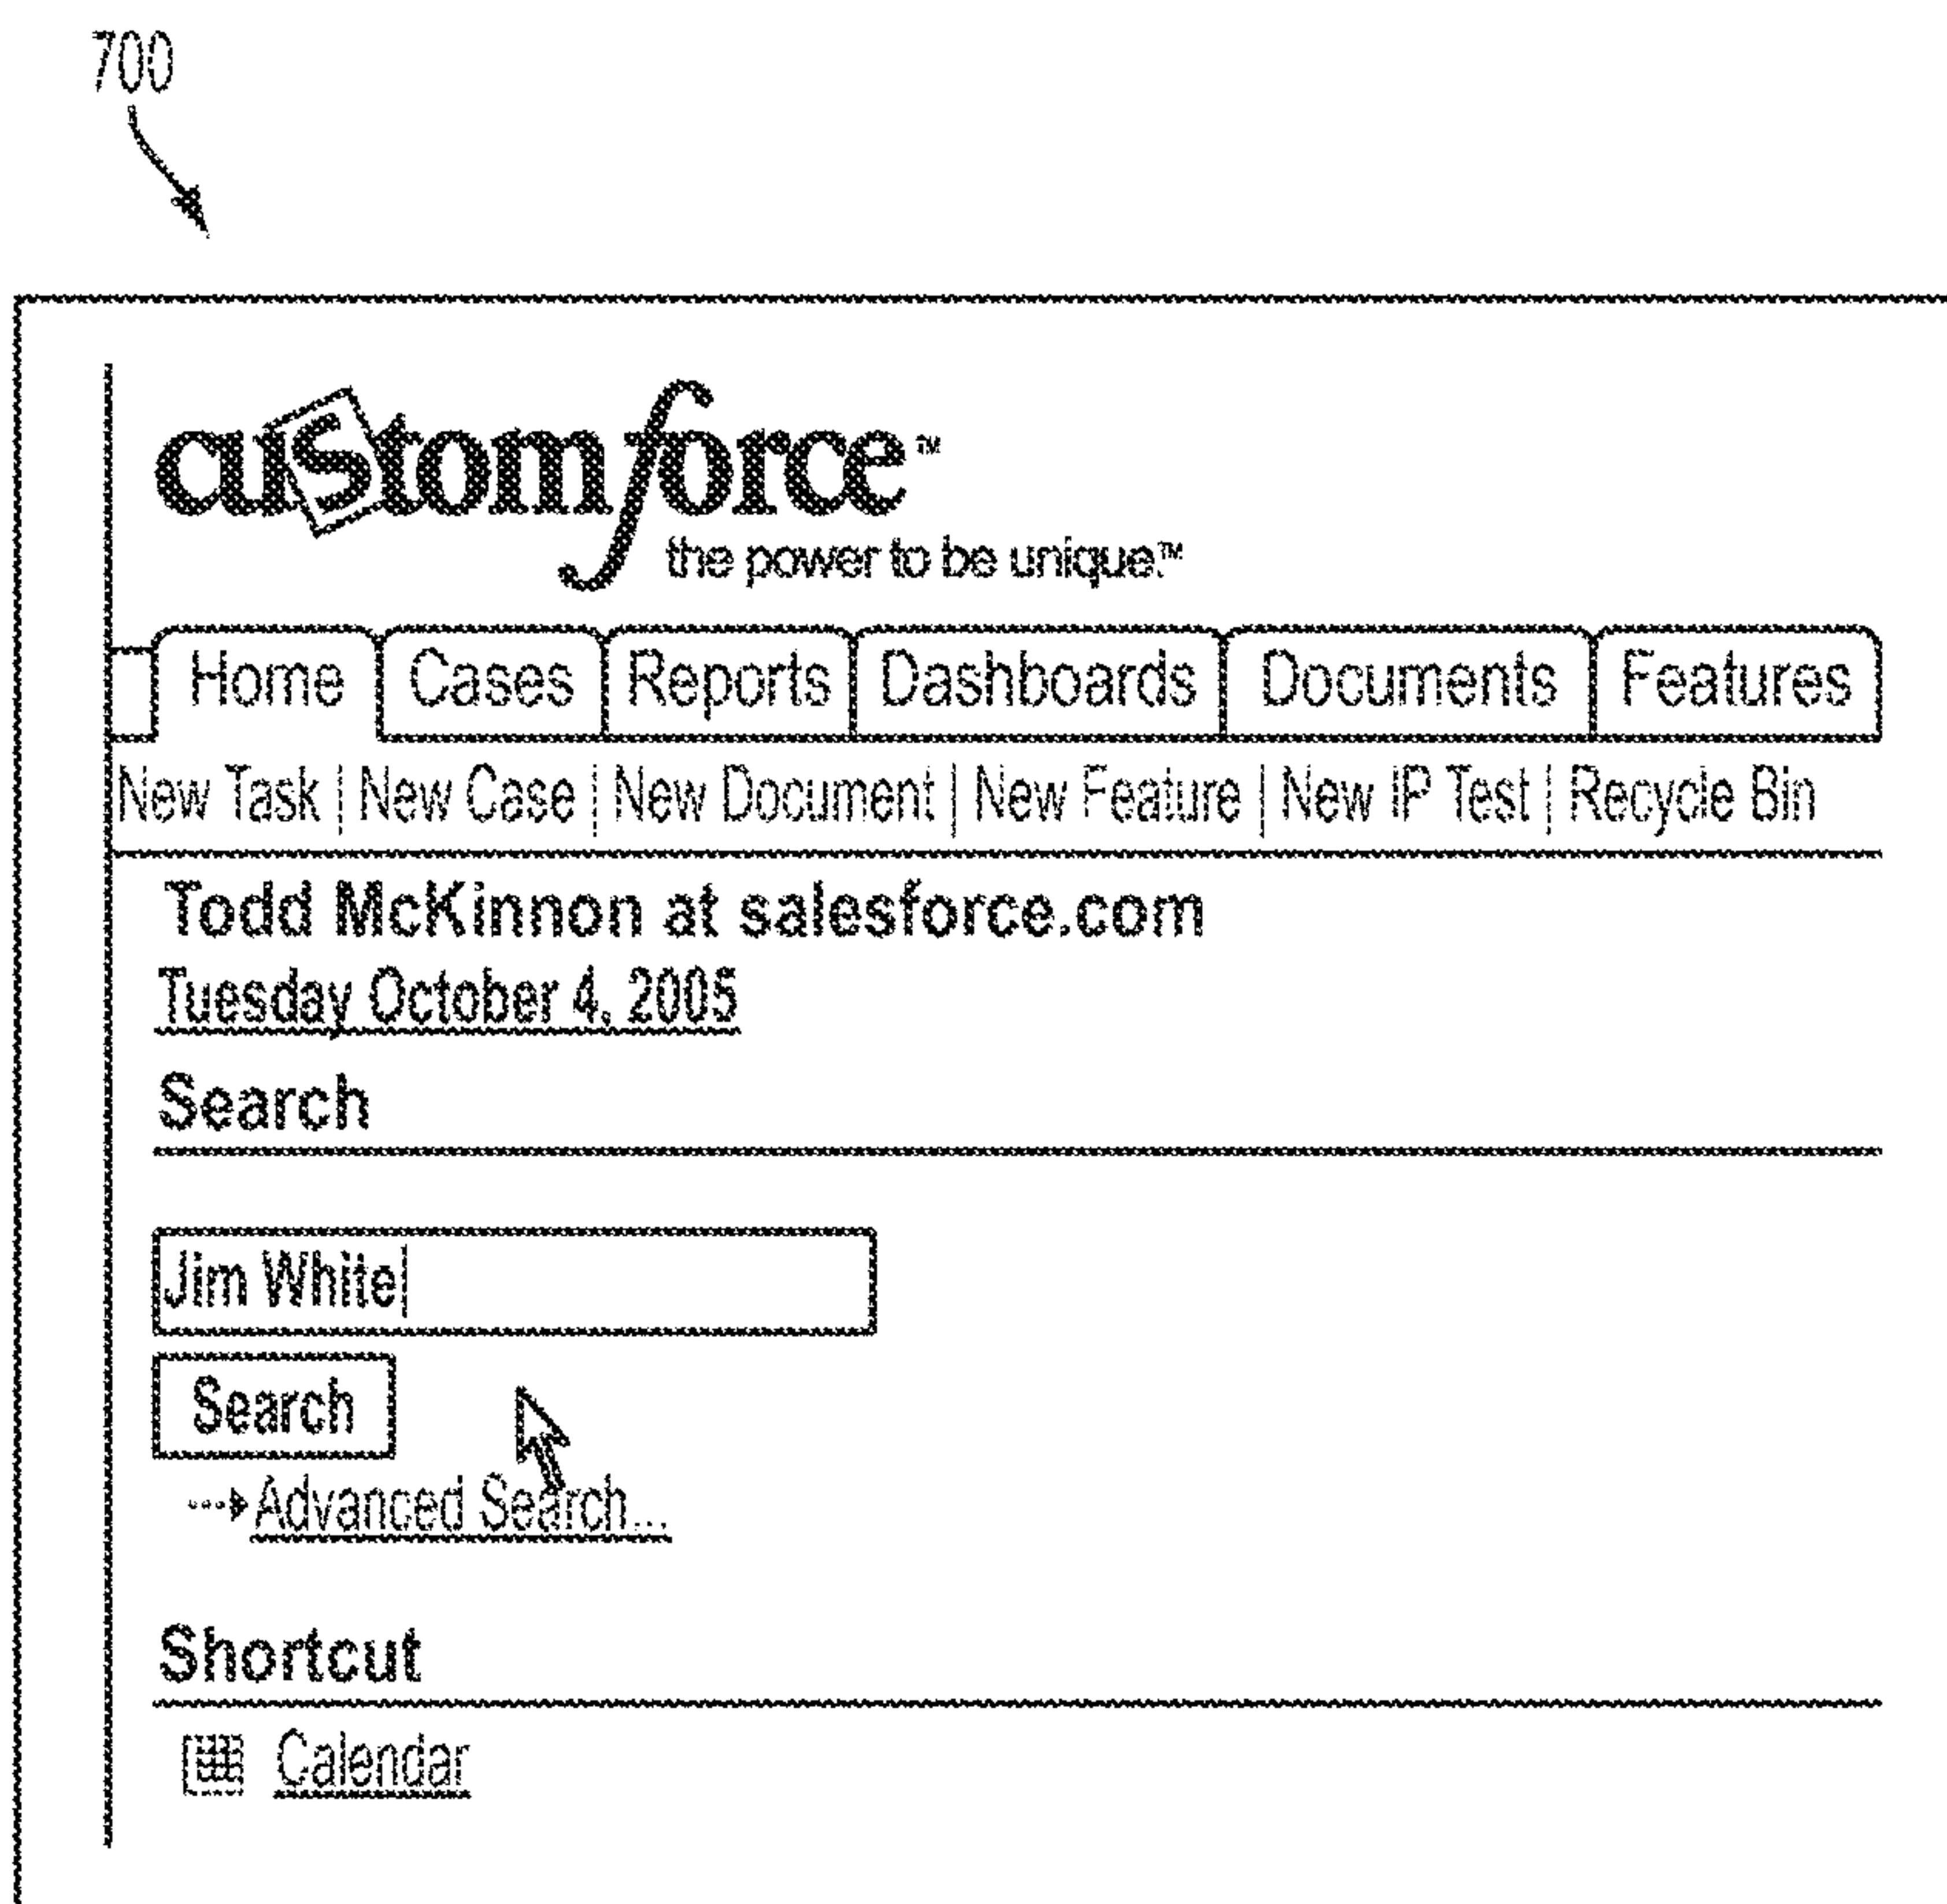 700
customforce™
the power to be unique.™
Home Cases Reports Dashboards Documents Features
New Task | New Case | New Document | New Feature | New IP Test | Recycle Bin
Todd McKinnon at salesforce.com
Tuesday October 4, 2005
Search
Jim White
Search
Advanced Search...
Shortcut
Calendar